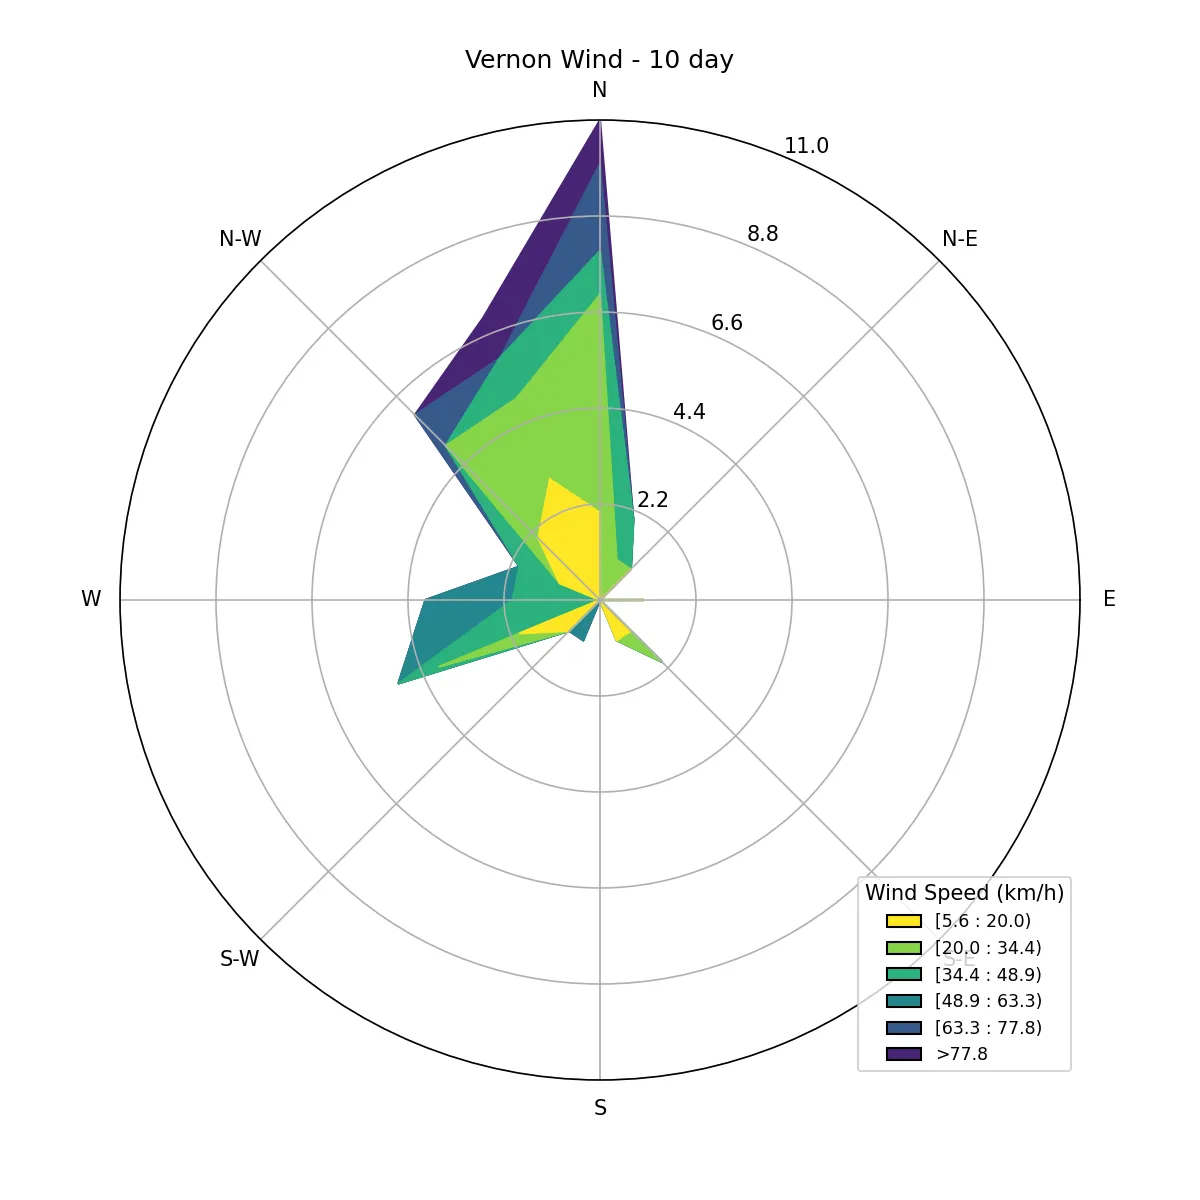 Vernon Wind - 10 day
N
11.0
N-W
8.8
N-E
6.6
4.4
2.2
W
E
Wind Speed (km/h)
[5.6 : 20.0)
[20.0 : 34.4)
S-W
S-E
[34.4 : 48.9)
[48.9 : 63.3)
[63.3 : 77.8)
>77.8
S